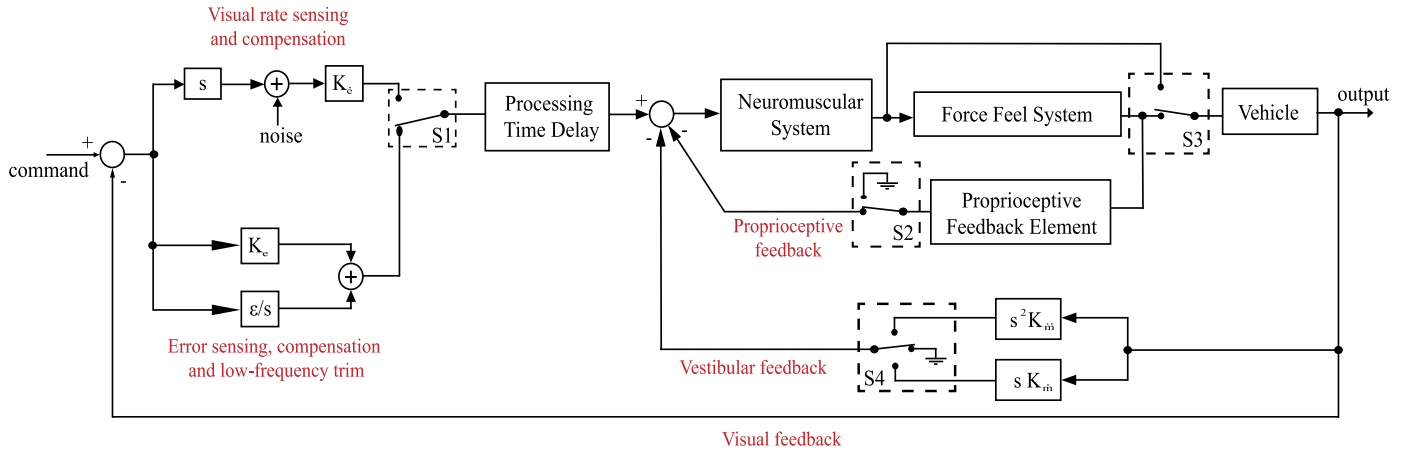 Visual rate sensing
and compensation
s
+
K ė
noise
S1
Processing
Time Delay
+
-
-
Neuromuscular
System
Force Feel System
S3
Vehicle
output
+
command
-
Proprioceptive
Feedback Element
S2
Proprioceptive
feedback
K e
+
ε/s
Error sensing, compensation
and low-frequency trim
s² K m̈
s K ṁ
S4
Vestibular feedback
Visual feedback